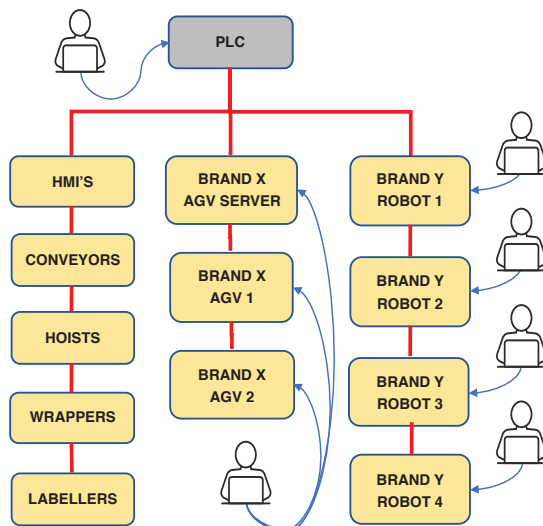 PLC
HMI'S
CONVEYORS
HOISTS
WRAPPERS
LABELLERS
BRAND X
AGV SERVER
BRAND X
AGV 1
BRAND X
AGV 2
BRAND Y
ROBOT 1
BRAND Y
ROBOT 2
BRAND Y
ROBOT 3
BRAND Y
ROBOT 4